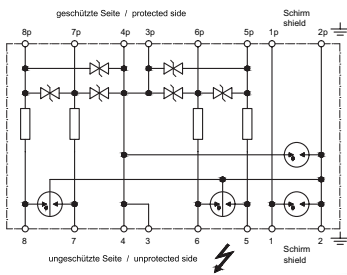 geschützte Seite / protected side
Schirm
shield
8p 7p 4p 3p 6p 5p 1p 2p
8 7 4 3 6 5 1 2
ungeschützte Seite / unprotected side
Schirm
shield